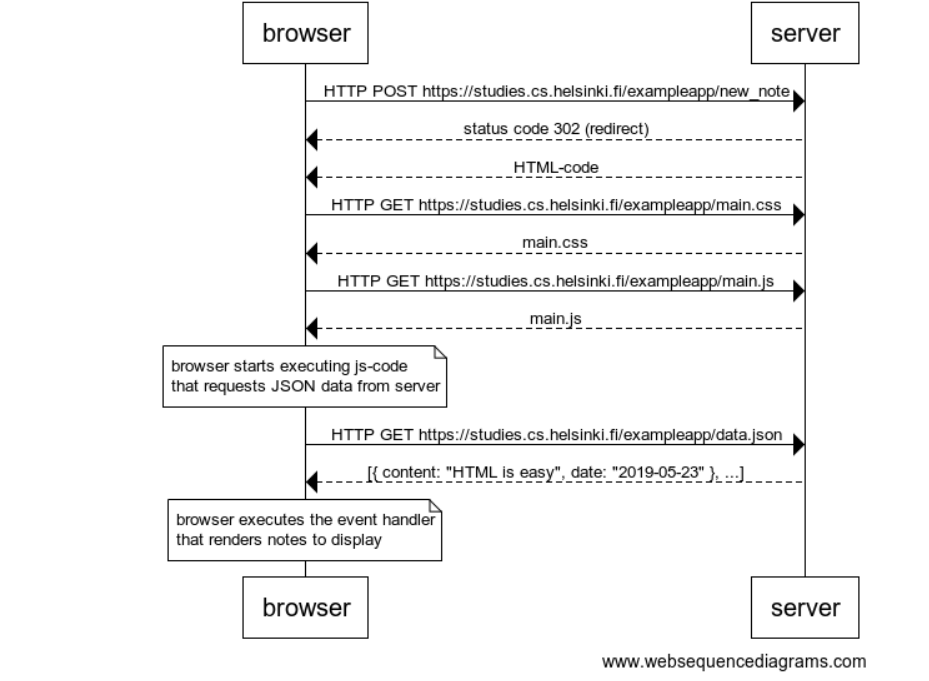 browser
server
HTTP POST https://studies.cs.helsinki.fi/exampleapp/new_note
status code 302 (redirect)
HTML-code
HTTP GET https://studies.cs.helsinki.fi/exampleapp/main.css
main.css
HTTP GET https://studies.cs.helsinki.fi/exampleapp/main.js
main.js
browser starts executing js-code
that requests JSON data from server
HTTP GET https://studies.cs.helsinki.fi/exampleapp/data.json
[{ content: "HTML is easy", date: "2019-05-23" }, ...]
browser executes the event handler
that renders notes to display
browser
server
www.websequencediagrams.com